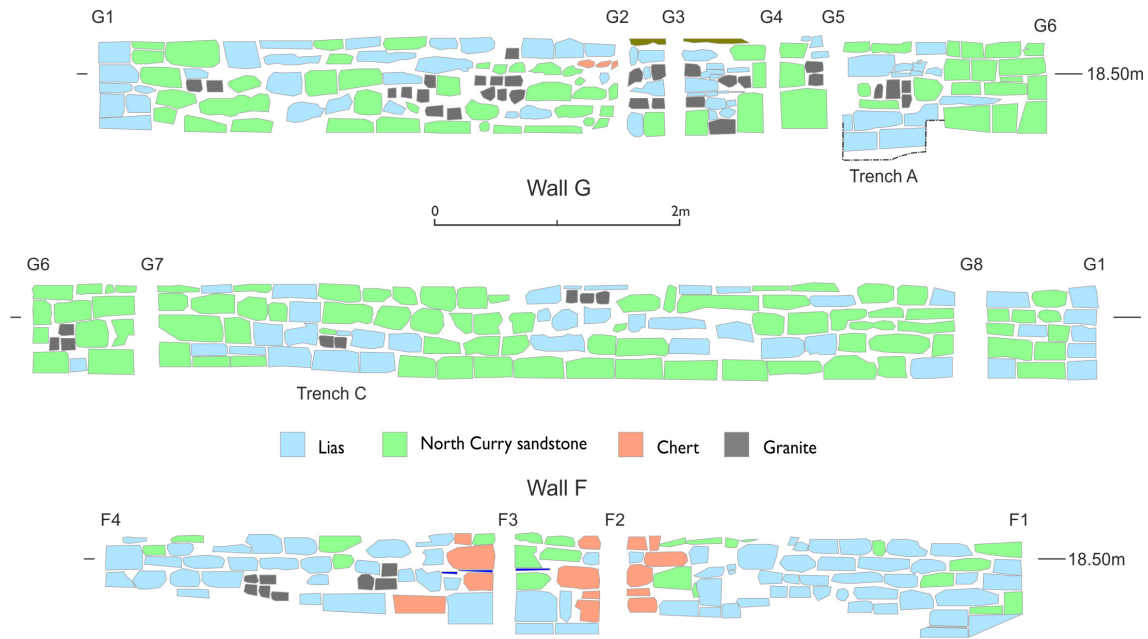 G1 G2 G3 G4 G5 G6
18.50m
Trench A
Wall G
0 2m
G6 G7 G8 G1
Trench C
Lias North Curry sandstone Chert Granite
Wall F
F4 F3 F2 F1
18.50m